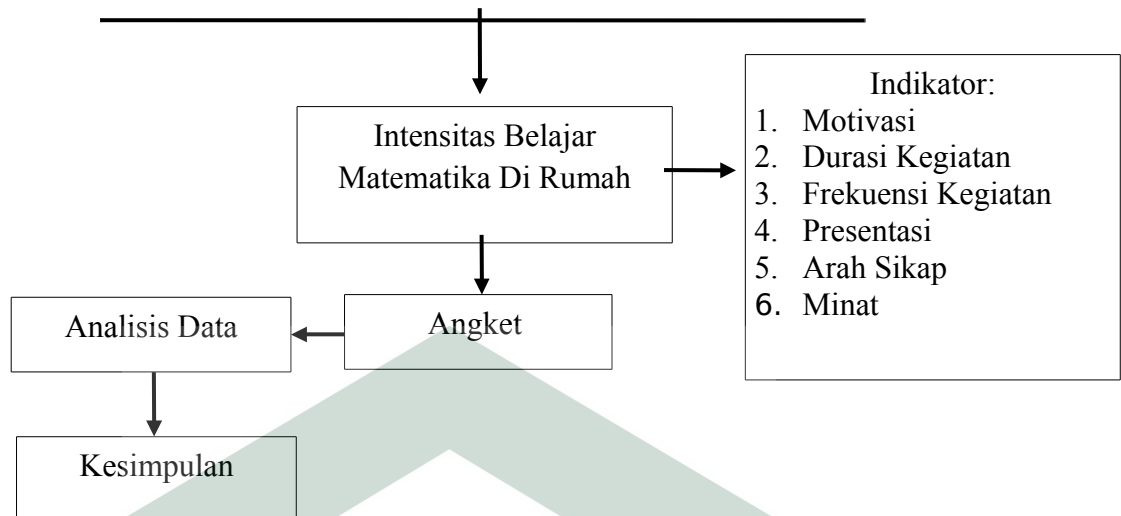 Intensitas Belajar
Matematika Di Rumah
Indikator:
1. Motivasi
2. Durasi Kegiatan
3. Frekuensi Kegiatan
4. Presentasi
5. Arah Sikap
6. Minat
Angket
Analisis Data
Kesimpulan